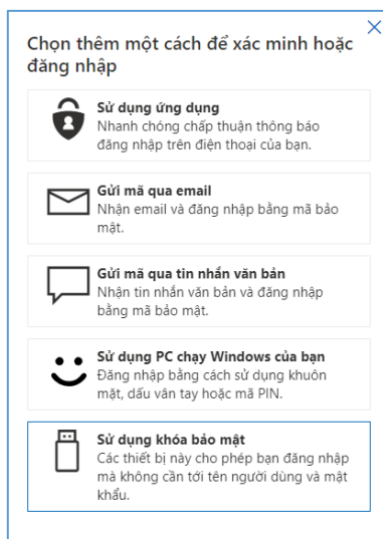 Chọn thêm một cách để xác minh hoặc
đăng nhập
Sử dụng ứng dụng
Nhanh chóng chấp thuận thông báo
đăng nhập trên điện thoại của bạn.
Gửi mã qua email
Nhận email và đăng nhập bằng mã bảo
mật.
Gửi mã qua tin nhắn văn bản
Nhận tin nhắn văn bản và đăng nhập
bằng mã bảo mật.
Sử dụng PC chạy Windows của bạn
Đăng nhập bằng cách sử dụng khuôn
mặt, dấu vân tay hoặc mã PIN.
Sử dụng khóa bảo mật
Các thiết bị này cho phép bạn đăng nhập
mà không cần tới tên người dùng và mật
khẩu.